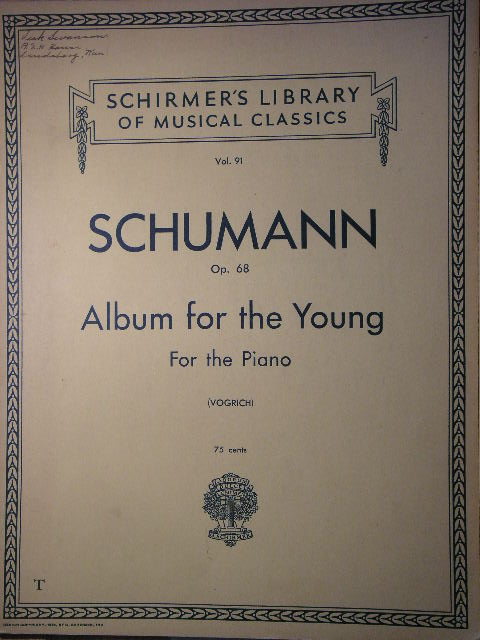 SCHIRMER'S LIBRARY
OF MUSICAL CLASSICS
Vol. 91
SCHUMANN
Op. 68
Album for the Young
For the Piano
(VOGRICH)
75 cents
G. SCHIRMER
T